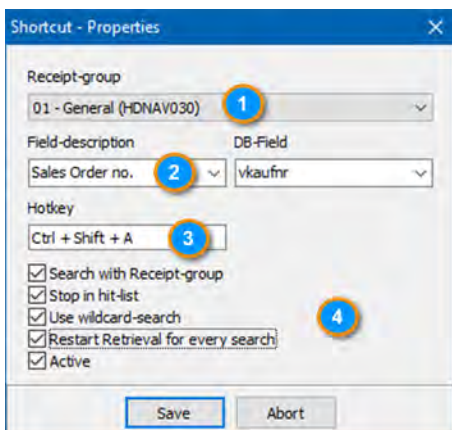 Shortcut - Properties
Receipt-group
01 - General (HDNAV030) 1
Field-description DB-Field
Sales Order no. 2 vkaufnr
Hotkey
Ctrl + Shift + A 3
Search with Receipt-group
Stop in hit-list
Use wildcard-search 4
Restart Retrieval for every search
Active
Save Abort